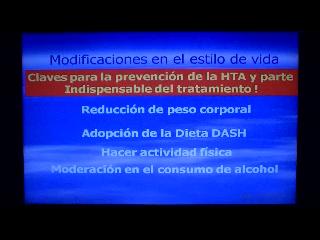 Modificaciones en el estilo de vida
Claves para la prevención de la HTA y parte
Indispensable del tratamiento !
Reducción de peso corporal
Adopción de la Dieta DASH
Hacer actividad física
Moderación en el consumo de alcohol